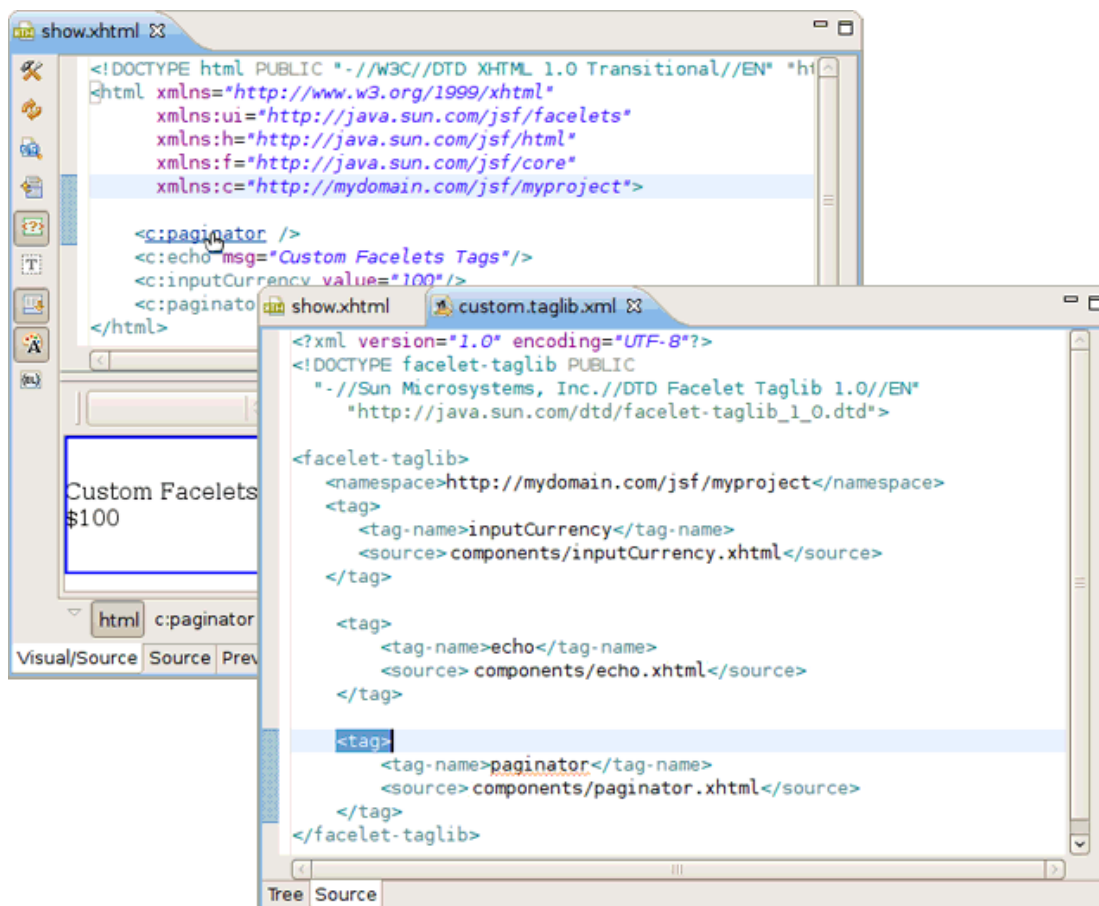 show.xhtml
<!DOCTYPE html PUBLIC "-//W3C//DTD XHTML 1.0 Transitional//EN" "ht
<html xmlns="http://www.w3.org/1999/xhtml"
xmlns:ui="http://java.sun.com/jsf/facelets"
xmlns:h="http://java.sun.com/jsf/html"
xmlns:f="http://java.sun.com/jsf/core"
xmlns:c="http://mydomain.com/jsf/myproject">
<c:paginator />
<c:echo msg="Custom Facelets Tags"/>
<c:inputCurrency value="100"/>
<c:paginato
</html>
Custom Facelets
$100
html c:paginator
Visual/Source Source Prev
show.xhtml custom.taglib.xml
<?xml version="1.0" encoding="UTF-8"?>
<!DOCTYPE facelet-taglib PUBLIC
"-//Sun Microsystems, Inc.//DTD Facelet Taglib 1.0//EN"
"http://java.sun.com/dtd/facelet-taglib_1_0.dtd">
<facelet-taglib>
<namespace>http://mydomain.com/jsf/myproject</namespace>
<tag>
<tag-name>inputCurrency</tag-name>
<source> components/inputCurrency.xhtml</source>
</tag>
<tag>
<tag-name>echo</tag-name>
<source> components/echo.xhtml</source>
</tag>
<tag>
<tag-name>paginator</tag-name>
<source> components/paginator.xhtml</source>
</tag>
</facelet-taglib>
Tree Source